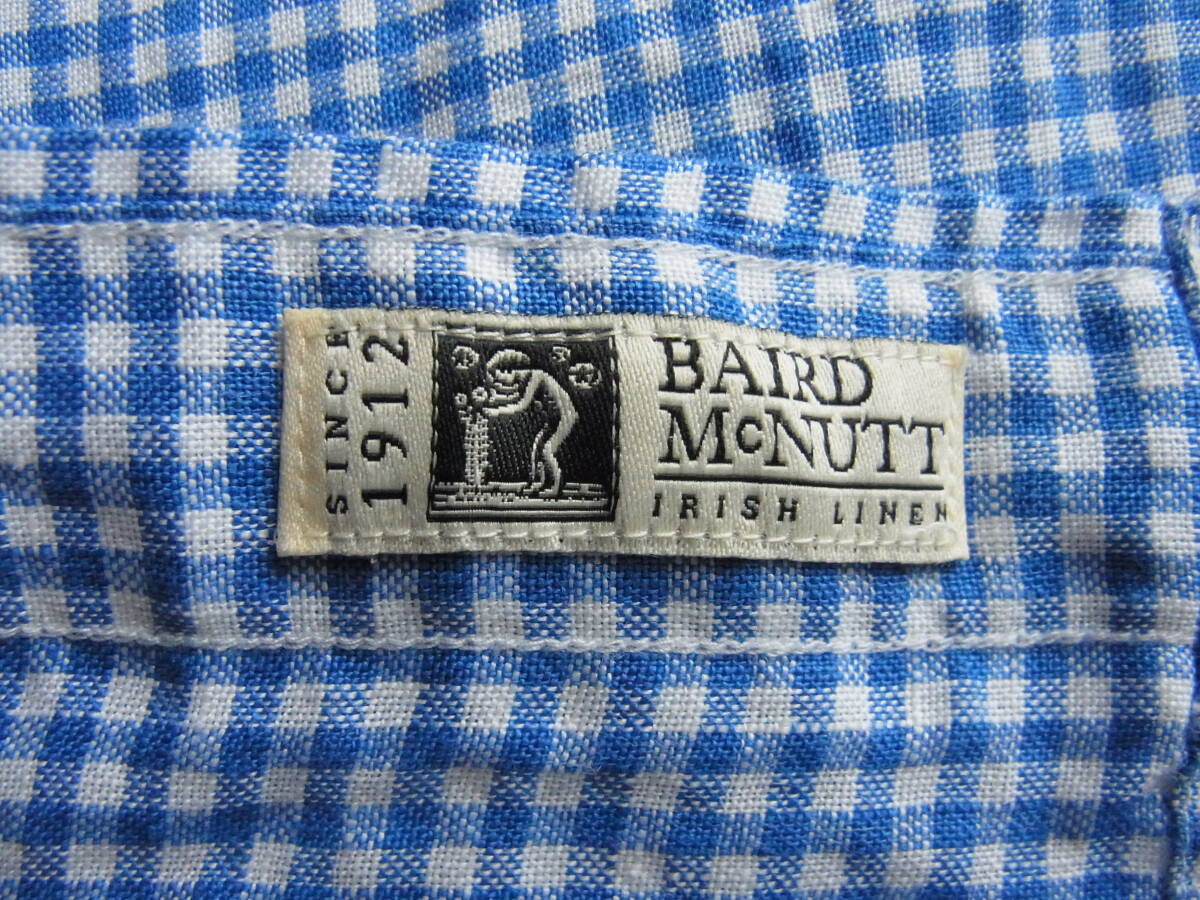 SINCE
1912
BAIRD
McNUTT
IRISH LINEN